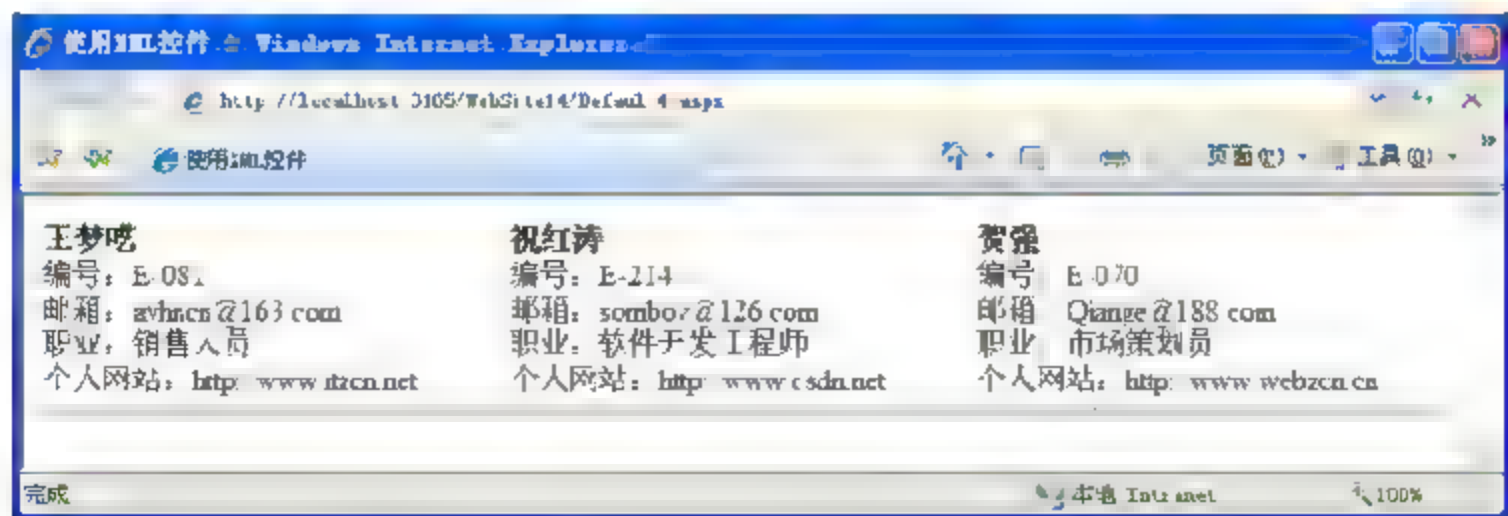 使用XML控件 - Windows Internet Explorer
http://localhost:3105/WebSite14/Default4.aspx
使用XML控件 页面(P) 工具(O)
王梦呓 祝红涛 贺强
编号: E-081 编号: E-214 编号 E-070
邮箱: @163 com 邮箱: @126 com 邮箱 Qiange@188 com
职业: 销售人员 职业: 软件开发工程师 职业 市场策划员
个人网站: http: www itzcn net 个人网站: http: www csdn net 个人网站: http: www webzcn cn
完成 本地 Intranet 100%